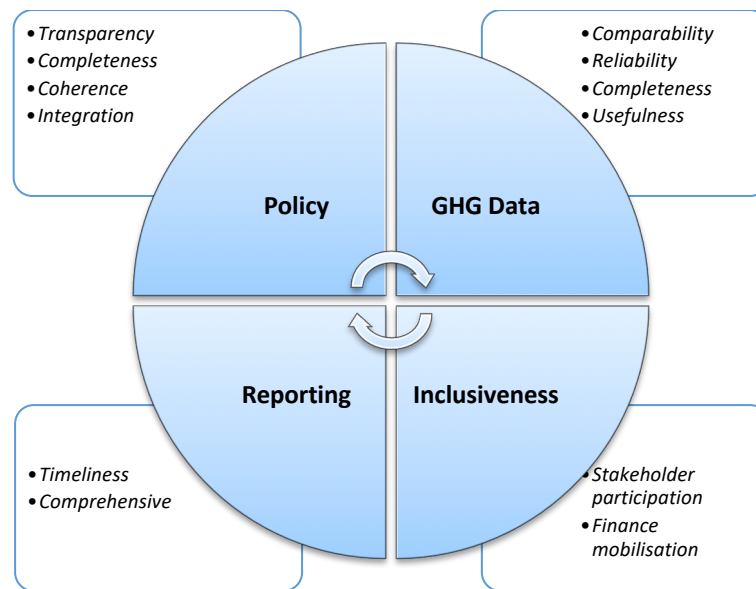 • Transparency
• Completeness
• Coherence
• Integration
• Comparability
• Reliability
• Completeness
• Usefulness
Policy
GHG Data
Reporting
Inclusiveness
• Timeliness
• Comprehensive
• Stakeholder
participation
• Finance
mobilisation